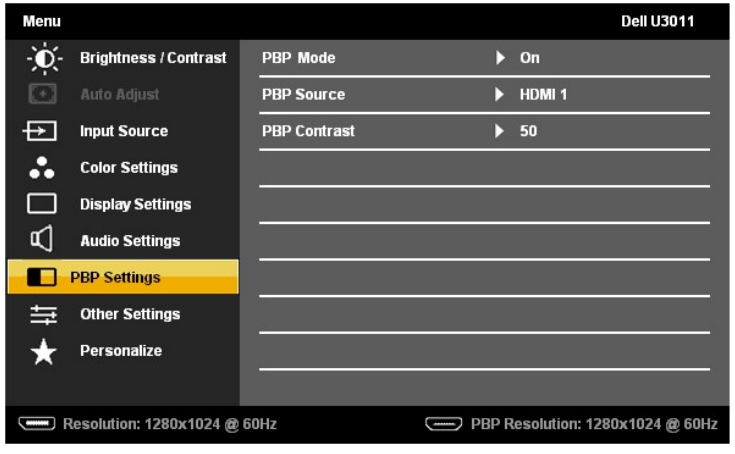 Menu Dell U3011
Brightness / Contrast PBP Mode On
Auto Adjust PBP Source HDMI 1
Input Source PBP Contrast 50
Color Settings
Display Settings
Audio Settings
PBP Settings
Other Settings
Personalize
Resolution: 1280x1024 @ 60Hz PBP Resolution: 1280x1024 @ 60Hz